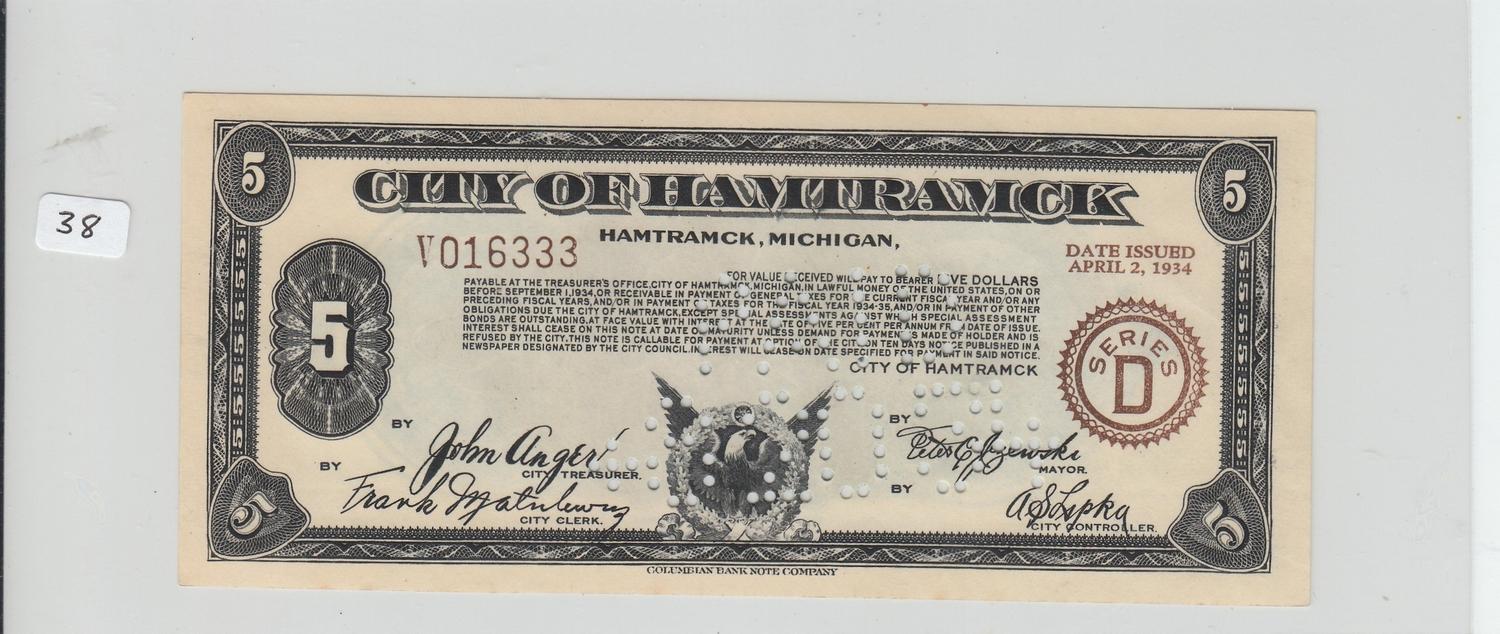 38
5
5
CITY OF HAMTRAMCK
HAMTRAMCK, MICHIGAN,
V016333
DATE ISSUED
APRIL 2, 1934
FOR VALUE RECEIVED WILL PAY TO BEARER FIVE DOLLARS
PAYABLE AT THE TREASURER'S OFFICE, CITY OF HAMTRAMCK, MICHIGAN, IN LAWFUL MONEY OF THE UNITED STATES, ON OR
BEFORE SEPTEMBER 1, 1934, OR RECEIVABLE IN PAYMENT OF GENERAL TAXES FOR THE CURRENT FISCAL YEAR AND/OR ANY
PRECEDING FISCAL YEARS, AND/OR IN PAYMENT OF TAXES FOR THE FISCAL YEAR 1934-35, AND/OR IN PAYMENT OF OTHER
OBLIGATIONS DUE THE CITY OF HAMTRAMCK, EXCEPT SPECIAL ASSESSMENTS AGAINST WHICH SPECIAL ASSESSMENT
BONDS ARE OUTSTANDING, AT FACE VALUE WITH INTEREST AT THE RATE OF FIVE PER CENT PER ANNUM FROM DATE OF ISSUE.
INTEREST SHALL CEASE ON THIS NOTE AT DATE OF MATURITY UNLESS DEMAND FOR PAYMENT IS MADE OF HOLDER AND IS
REFUSED BY THE CITY. THIS NOTE IS CALLABLE FOR PAYMENT AT OPTION OF THE CITY ON TEN DAYS NOTICE PUBLISHED IN A
NEWSPAPER DESIGNATED BY THE CITY COUNCIL. INTEREST WILL CEASE ON DATE SPECIFIED FOR PAYMENT IN SAID NOTICE.
CITY OF HAMTRAMCK
5
SERIES
D
BY John Anger
CITY TREASURER.
BY Frank Matulewicz
CITY CLERK.
BY Peter C. Jezewski
MAYOR.
BY A S Lepka
CITY CONTROLLER.
5
5
COLUMBIAN BANK NOTE COMPANY